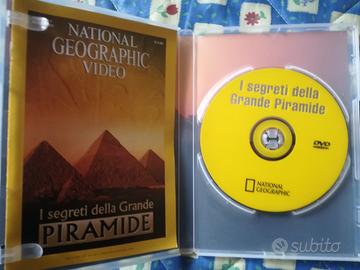 NATIONAL
GEOGRAPHIC
VIDEO
I segreti della Grande
PIRAMIDE
I segreti della
Grande Piramide
DVD
NATIONAL
GEOGRAPHIC
subito